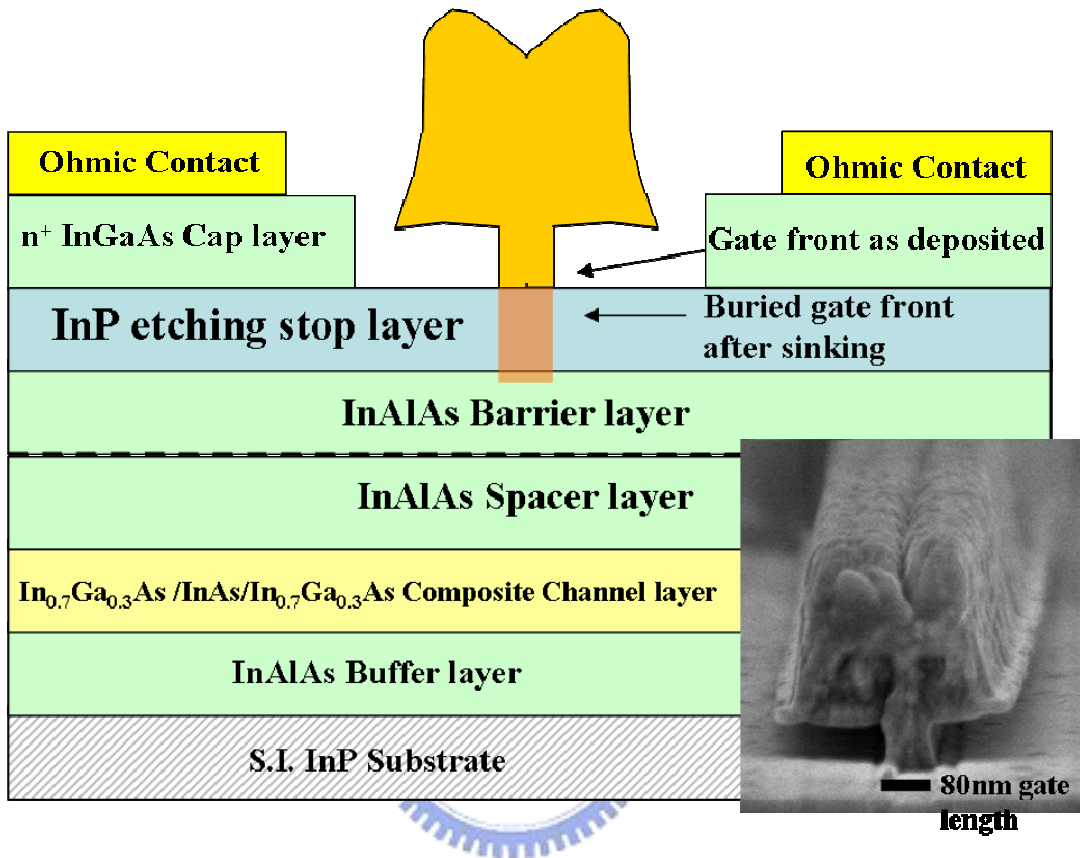 Ohmic Contact
Ohmic Contact
n⁺ InGaAs Cap layer
Gate front as deposited
InP etching stop layer
Buried gate front
after sinking
InAlAs Barrier layer
InAlAs Spacer layer
In₀.₇Ga₀.₃As /InAs/In₀.₇Ga₀.₃As Composite Channel layer
InAlAs Buffer layer
S.I. InP Substrate
80nm gate
length